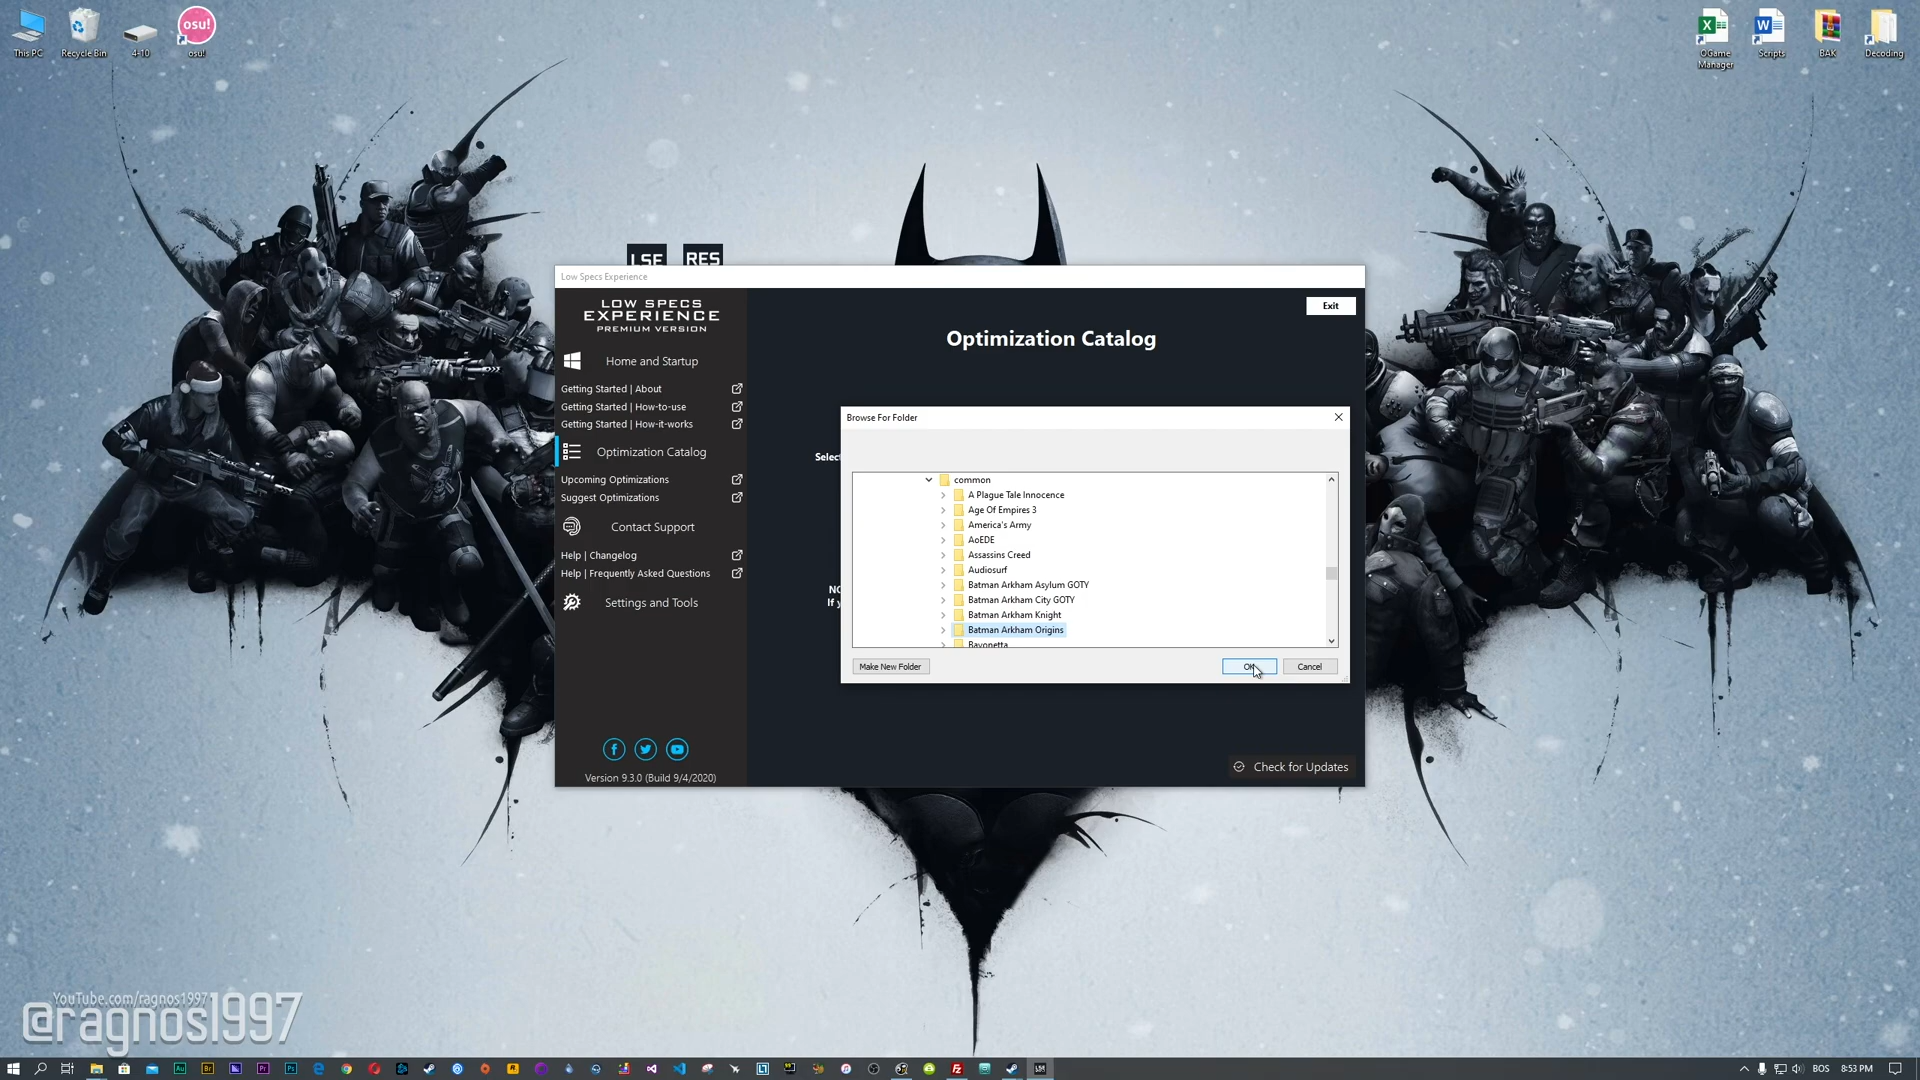 This PC
Recycle Bin
4-10
osu!
osu!
OGame
Manager
Scripts
BAK
Decoding
LSE
RES
Low Specs Experience
LOW SPECS
EXPERIENCE
PREMIUM VERSION
Home and Startup
Getting Started | About
Getting Started | How-to-use
Getting Started | How-it-works
Optimization Catalog
Upcoming Optimizations
Suggest Optimizations
Contact Support
Help | Changelog
Help | Frequently Asked Questions
Settings and Tools
Version 9.3.0 (Build 9/4/2020)
Exit
Optimization Catalog
Select
If y
Browse For Folder
common
A Plague Tale Innocence
Age Of Empires 3
America's Army
AoEDE
Assassins Creed
Audiosurf
Batman Arkham Asylum GOTY
Batman Arkham City GOTY
Batman Arkham Knight
Batman Arkham Origins
Bayonetta
Make New Folder
OK
Cancel
Check for Updates
YouTube.com/ragnos1997
@ragnos1997
BOS
8:53 PM